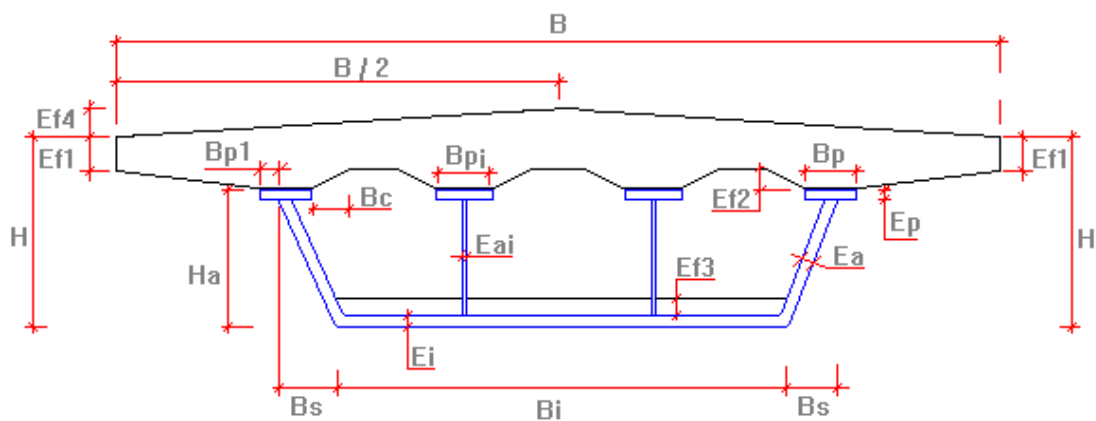 B
B / 2
Ef4
Ef1
Bp1
Bpi
Bp
Ef1
Bc
Ef2
Ep
H
Ha
Eai
Ef3
Ea
H
Ei
Bs
Bi
Bs